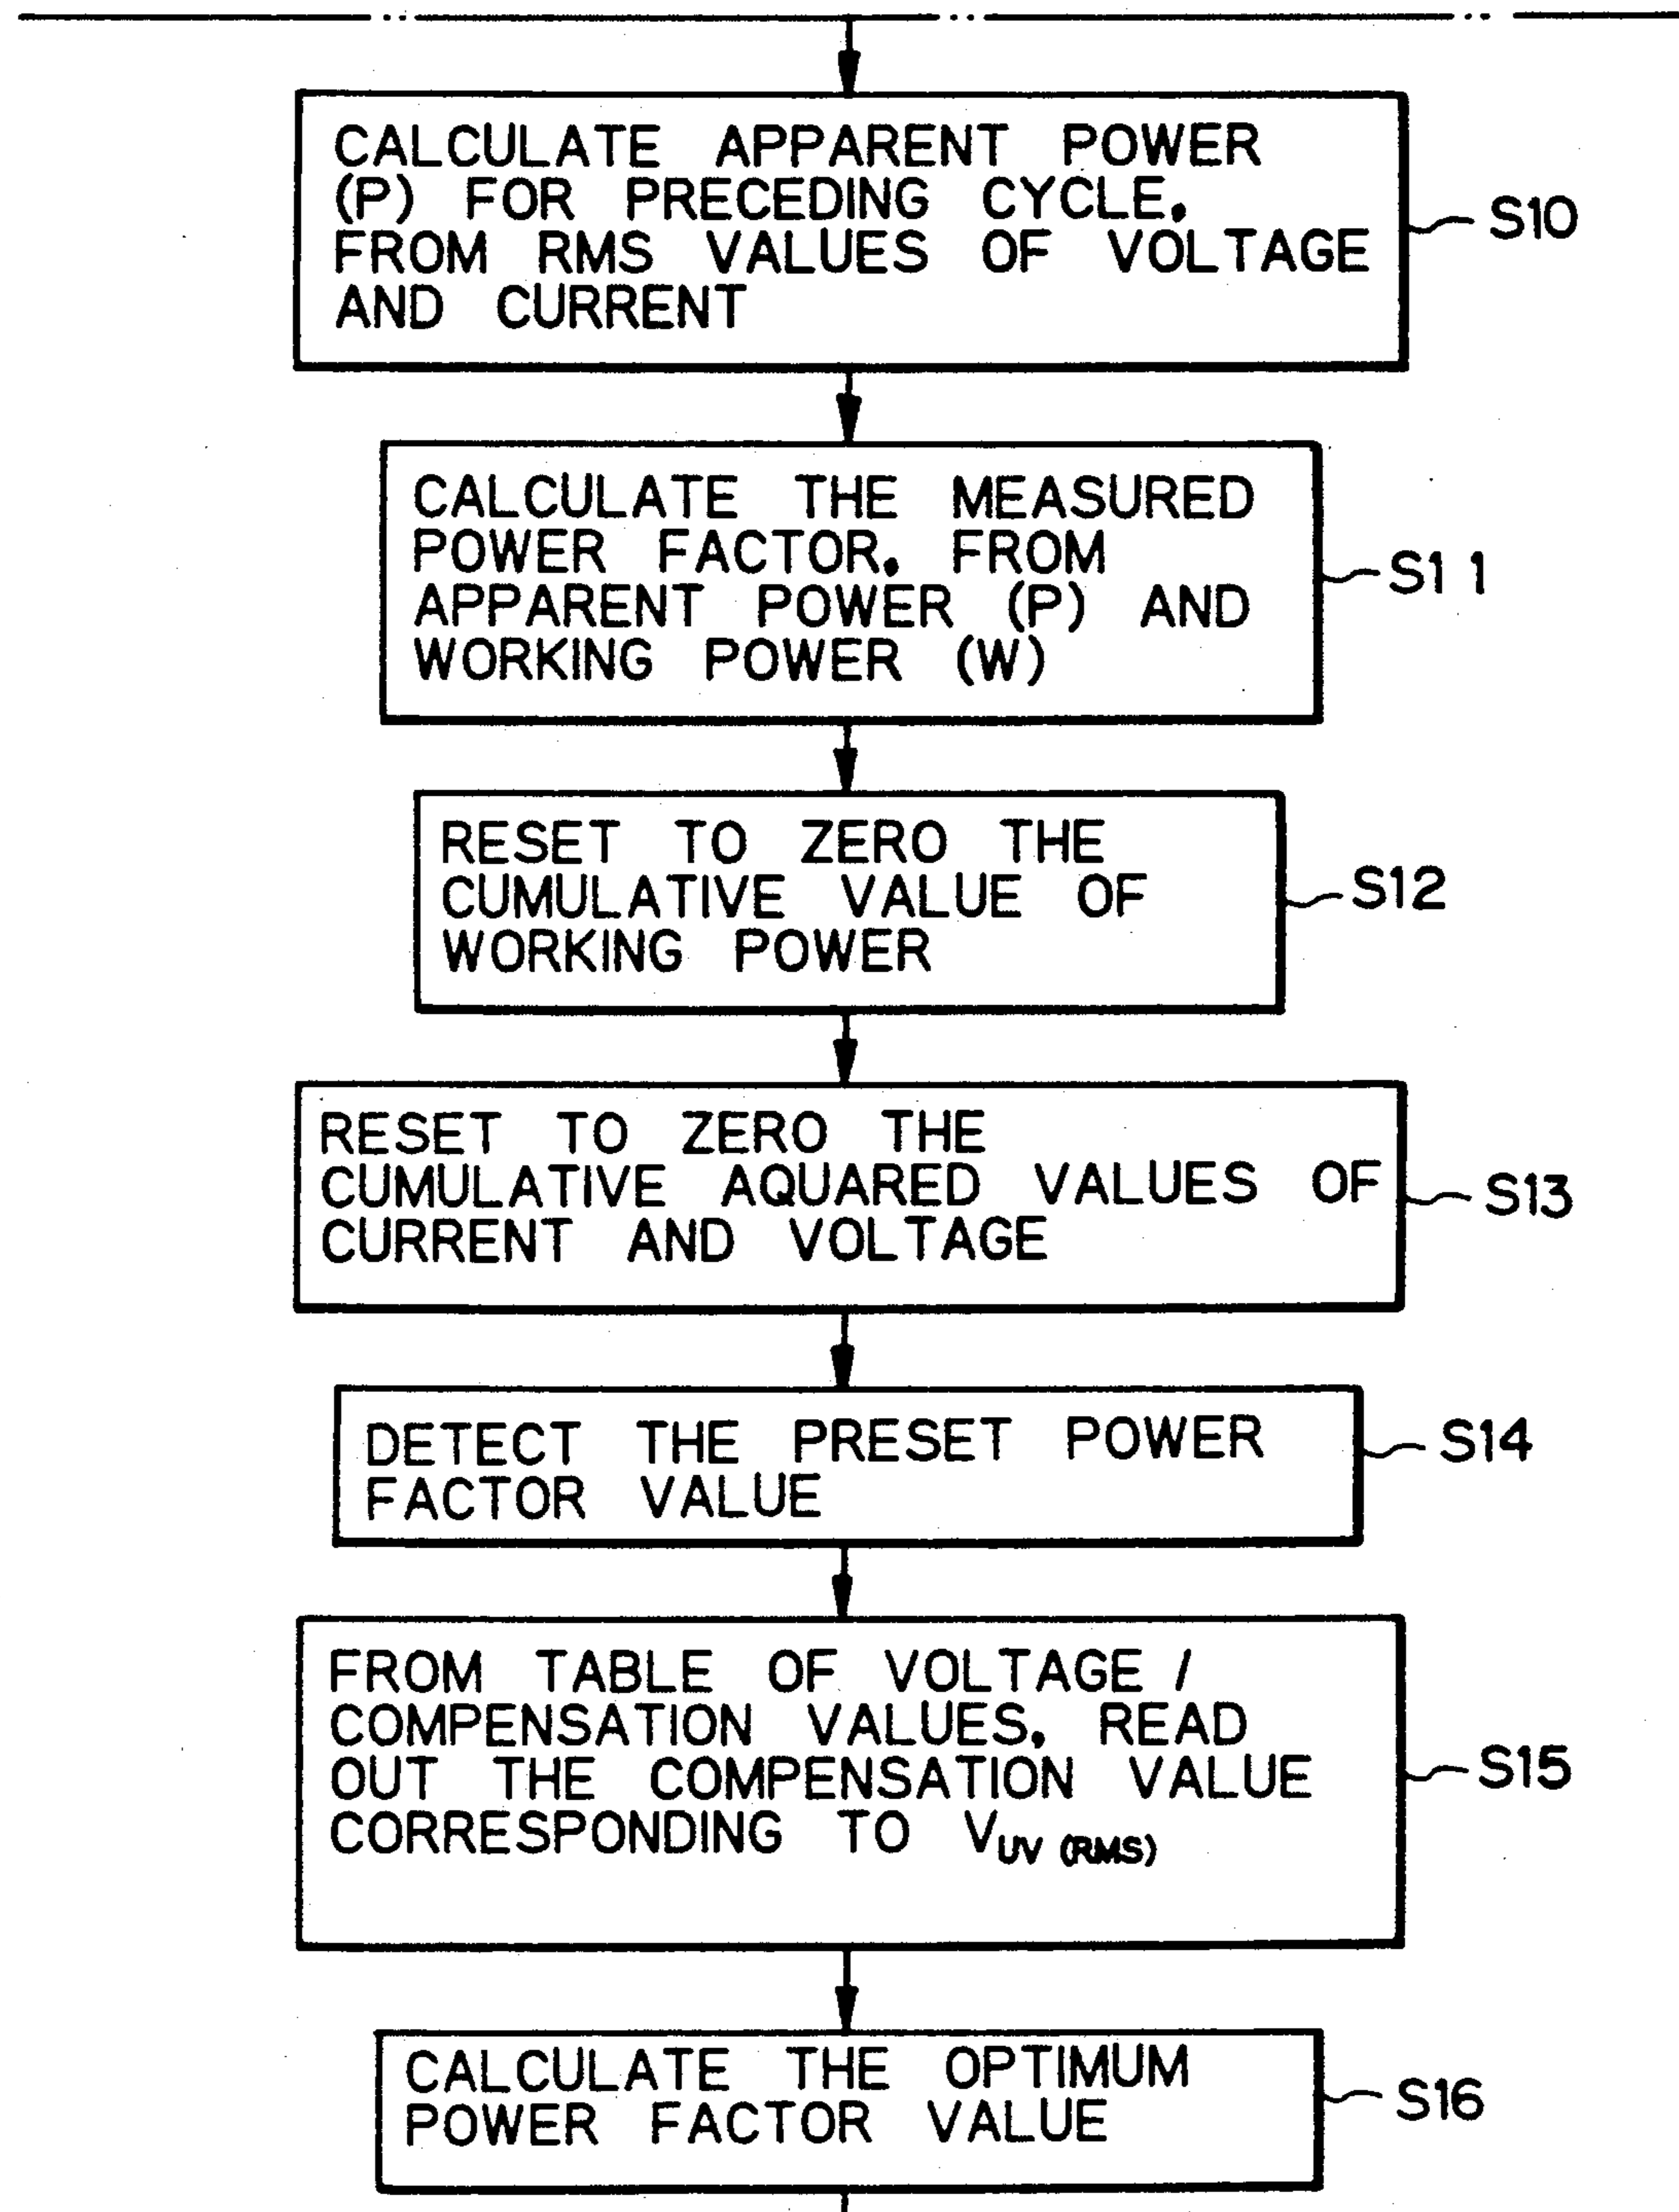 CALCULATE APPARENT POWER
(P) FOR PRECEDING CYCLE.
FROM RMS VALUES OF VOLTAGE
AND CURRENT
S10
CALCULATE THE MEASURED
POWER FACTOR. FROM
APPARENT POWER (P) AND
WORKING POWER (W)
S11
RESET TO ZERO THE
CUMULATIVE VALUE OF
WORKING POWER
S12
RESET TO ZERO THE
CUMULATIVE AQUARED VALUES OF
CURRENT AND VOLTAGE
S13
DETECT THE PRESET POWER
FACTOR VALUE
S14
FROM TABLE OF VOLTAGE /
COMPENSATION VALUES. READ
OUT THE COMPENSATION VALUE
CORRESPONDING TO VUV (RMS)
S15
CALCULATE THE OPTIMUM
POWER FACTOR VALUE
S16